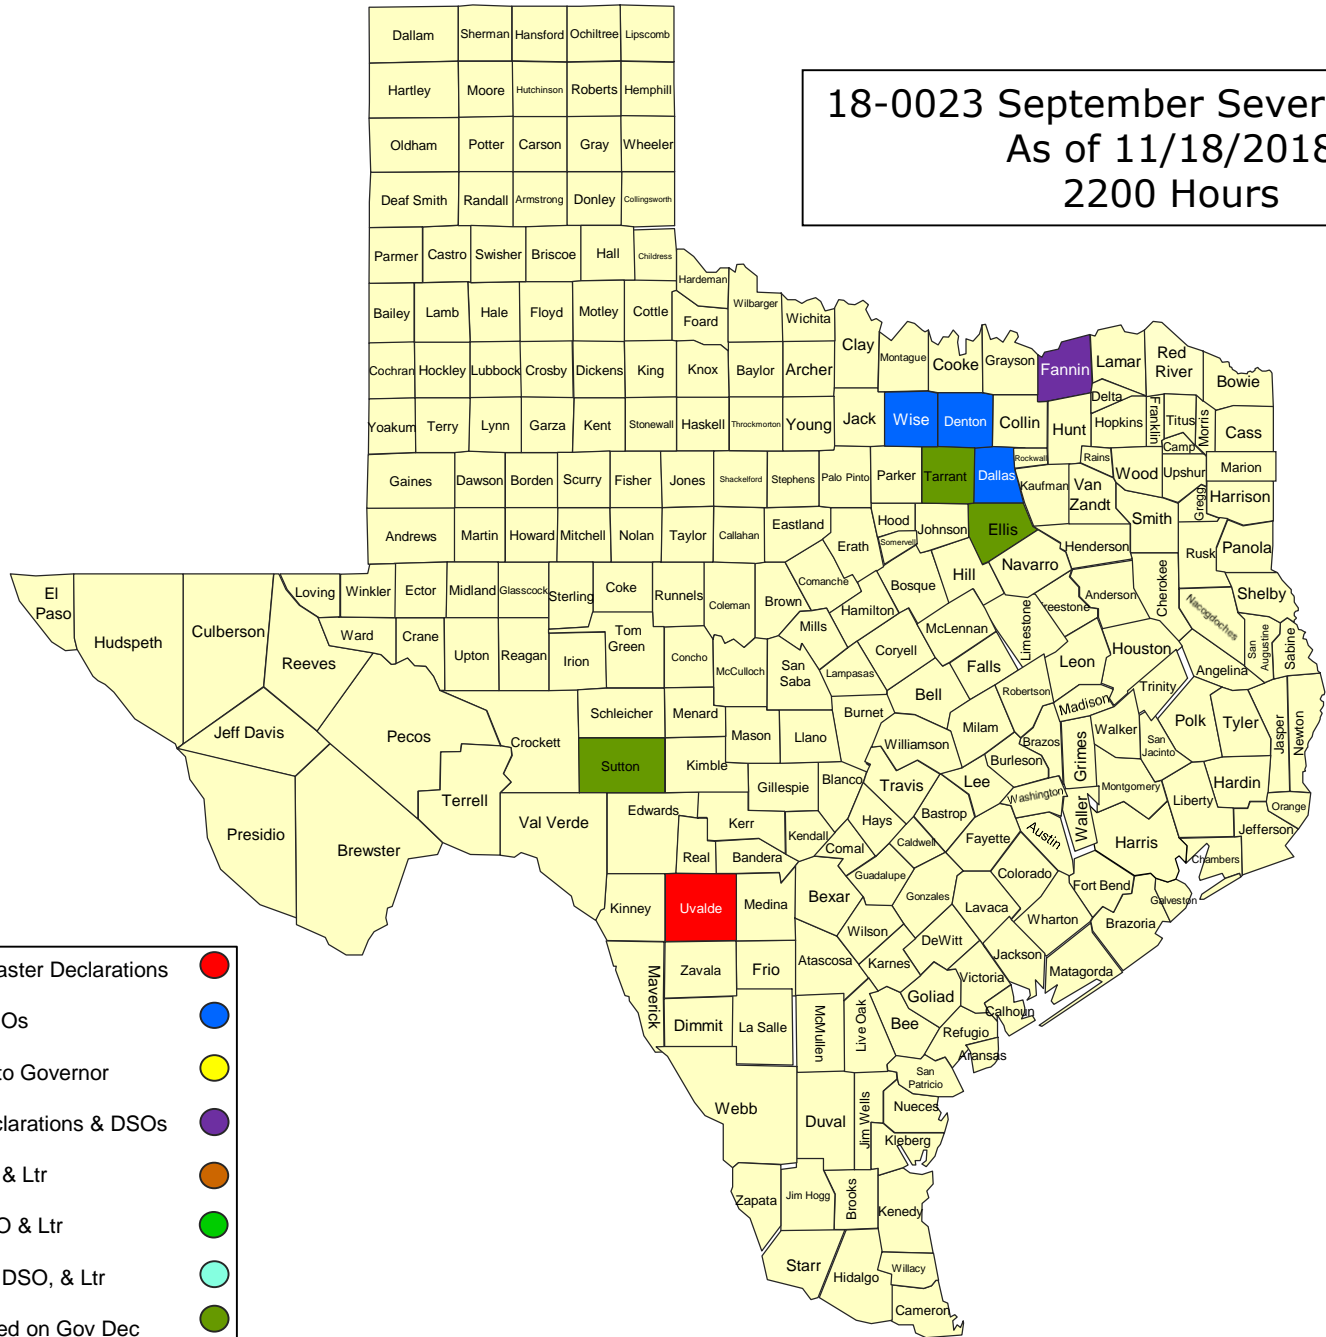 18-0023 September Sever
As of 11/18/2018
2200 Hours
Dallam Sherman Hansford Ochiltree Lipscomb
Hartley Moore Hutchinson Roberts Hemphill
Oldham Potter Carson Gray Wheeler
Deaf Smith Randall Armstrong Donley Collingsworth
Parmer Castro Swisher Briscoe Hall Childress
Hardeman
Bailey Lamb Hale Floyd Motley Cottle Foard Wilbarger Wichita
Clay Montague Cooke Grayson Fannin Lamar Red
River
Bowie
Cochran Hockley Lubbock Crosby Dickens King Knox Baylor Archer
Delta
Yoakum Terry Lynn Garza Kent Stonewall Haskell Throckmorton Young Jack Wise Denton Collin Hunt Hopkins Franklin Titus Morris Cass
Camp
Rockwall Rains
Gaines Dawson Borden Scurry Fisher Jones Shackelford Stephens Palo Pinto Parker Tarrant Dallas Kaufman Van
Zandt
Wood Upshur Marion
Gregg Harrison
Andrews Martin Howard Mitchell Nolan Taylor Callahan Eastland Erath Hood Somervell Johnson Ellis Henderson Smith Rusk Panola
El
Paso
Hudspeth Culberson Loving Winkler Ector Midland Glasscock Sterling Coke Runnels Coleman Brown Comanche Hamilton Bosque Hill Navarro Anderson Cherokee Nacogdoches Shelby
Limestone reestone
Reeves Ward Crane Upton Reagan Irion Tom
Green
Concho McCulloch San
Saba
Mills Lampasas Coryell McLennan Falls Leon Houston Angelina San
Augustine
Sabine
Jeff Davis Pecos Crockett Schleicher Menard Mason Llano Burnet Bell Milam Robertson Madison Trinity
Walker San
Jacinto
Polk Tyler Jasper Newton
Terrell Sutton Kimble Gillespie Blanco Williamson Travis Lee Burleson Brazos Grimes Washington Montgomery Liberty Hardin Orange
Presidio Brewster Val Verde Edwards Kerr Kendall Hays Bastrop Caldwell Fayette Austin Waller Harris Jefferson Chambers
Real Bandera Comal Guadalupe Gonzales Colorado Fort Bend Galveston
Kinney Uvalde Medina Bexar Wilson Lavaca Wharton Brazoria
Maverick Zavala Frio Atascosa Karnes DeWitt Jackson Matagorda
Dimmit La Salle McMullen Live Oak Bee Goliad Victoria Calhoun
Refugio
Aransas
San
Patricio
Webb Duval Jim Wells Nueces
Kleberg
Zapata Jim Hogg Brooks Kenedy
Starr Hidalgo Willacy
Cameron
aster Declarations
Os
to Governor
clarations & DSOs
& Ltr
O & Ltr
DSO, & Ltr
ed on Gov Dec